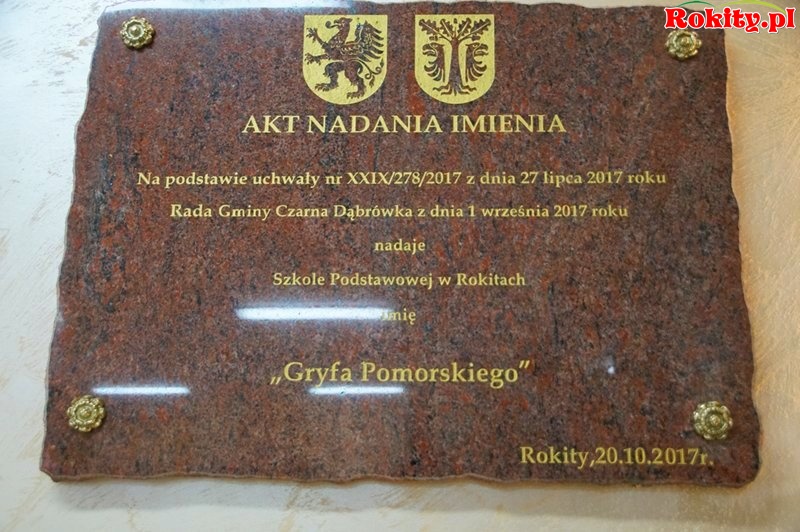 Rokity.pl
AKT NADANIA IMIENIA
Na podstawie uchwały nr XXIX/278/2017 z dnia 27 lipca 2017 roku
Rada Gminy Czarna Dąbrówka z dnia 1 września 2017 roku
nadaje
Szkole Podstawowej w Rokitach
imię
„Gryfa Pomorskiego”
Rokity,20.10.2017r.